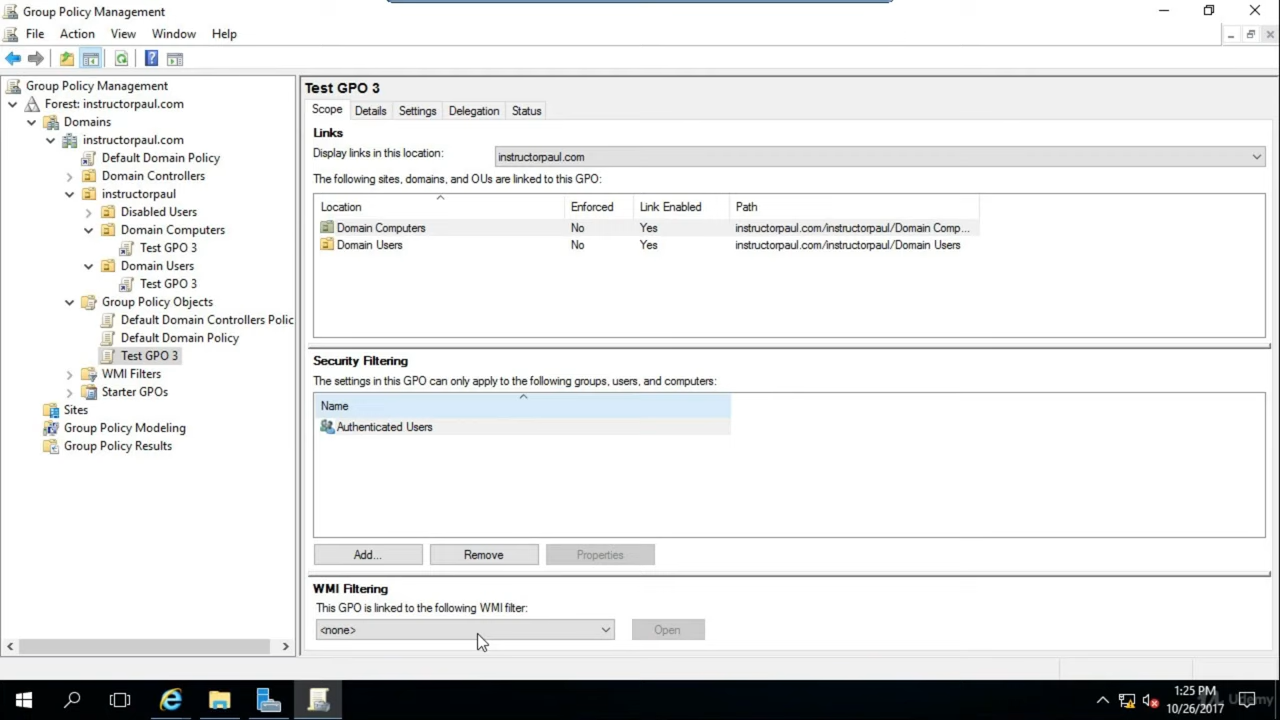 Group Policy Management
File Action View Window Help
Group Policy Management
Forest: instructorpaul.com
Domains
instructorpaul.com
Default Domain Policy
Domain Controllers
instructorpaul
Disabled Users
Domain Computers
Test GPO 3
Domain Users
Test GPO 3
Group Policy Objects
Default Domain Controllers Polic
Default Domain Policy
Test GPO 3
WMI Filters
Starter GPOs
Sites
Group Policy Modeling
Group Policy Results
Test GPO 3
Scope Details Settings Delegation Status
Links
Display links in this location: instructorpaul.com
The following sites, domains, and OUs are linked to this GPO:
Location Enforced Link Enabled Path
Domain Computers No Yes instructorpaul.com/instructorpaul/Domain Comp...
Domain Users No Yes instructorpaul.com/instructorpaul/Domain Users
Security Filtering
The settings in this GPO can only apply to the following groups, users, and computers:
Name
Authenticated Users
Add... Remove Properties
WMI Filtering
This GPO is linked to the following WMI filter:
<none> Open
1:25 PM
10/26/2017
Udemy